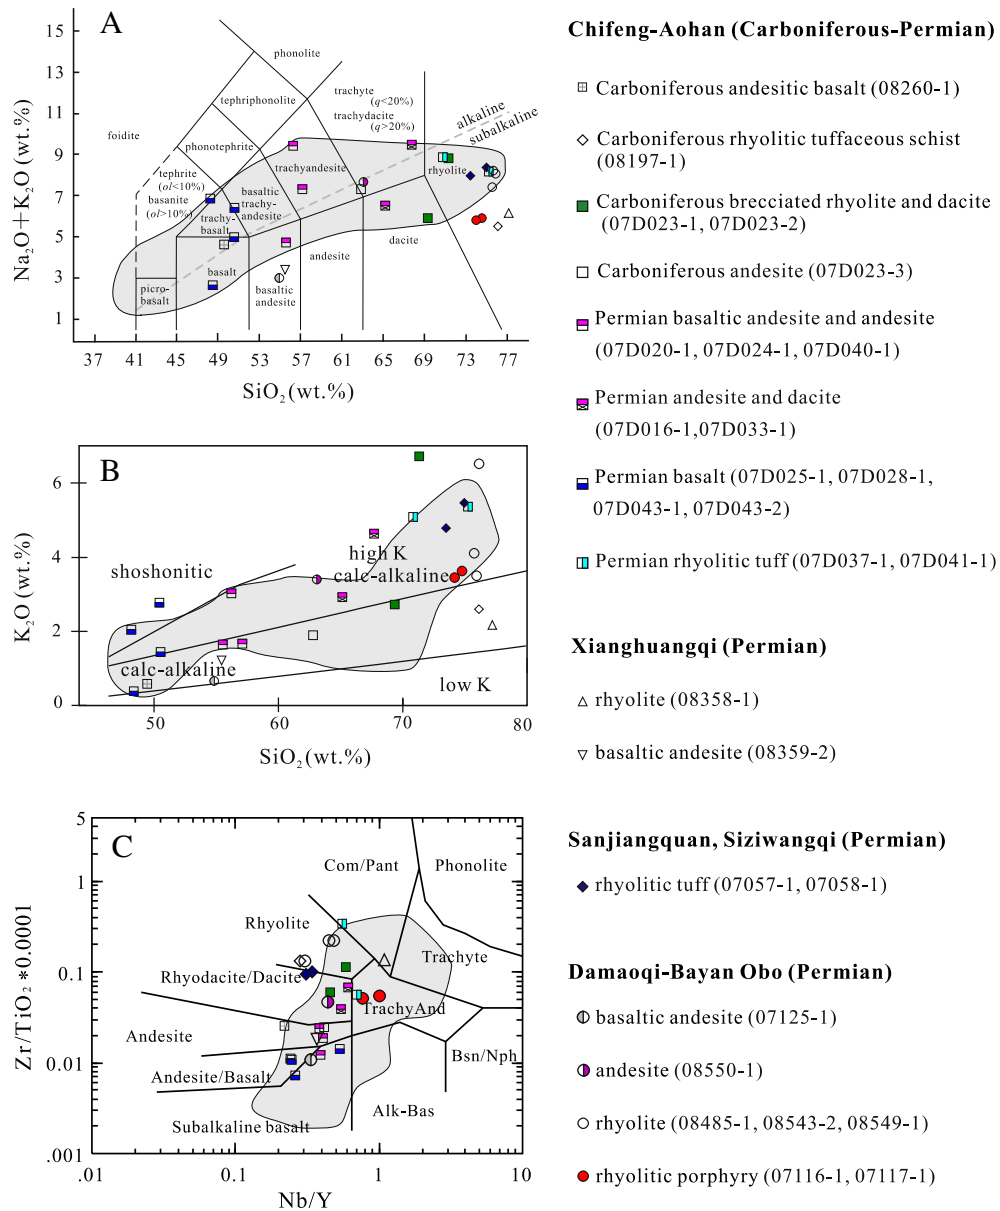 A
Na₂O+K₂O (wt.%)
15
13
11
9
7
5
3
1
phonolite
tephriphonolite
trachyte
(q<20%)
trachydacite
(q>20%)
alkaline
subalkaline
foidite
phonotephrite
tephrite
(ol<10%)
basanite
(ol>10%)
trachyandesite
rhyolite
basaltic
trachy-
andesite
trachy-
basalt
andesite
dacite
basalt
picro-
basalt
basaltic
andesite
37 41 45 49 53 57 61 65 69 73 77
SiO₂(wt.%)
B
K₂O (wt.%)
6
4
2
0
shoshonitic
high K
calc-alkaline
calc-alkaline
low K
50 60 70 80
SiO₂(wt.%)
C
Zr/TiO₂*0.0001
5
1
0.1
0.01
.001
Com/Pant
Phonolite
Rhyolite
Trachyte
Rhyodacite/Dacite
TrachyAnd
Andesite
Andesite/Basalt
Bsn/Nph
Alk-Bas
Subalkaline basalt
.01 0.1 1 10
Nb/Y
Chifeng-Aohan (Carboniferous-Permian)
Carboniferous andesitic basalt (08260-1)
Carboniferous rhyolitic tuffaceous schist
(08197-1)
Carboniferous brecciated rhyolite and dacite
(07D023-1, 07D023-2)
Carboniferous andesite (07D023-3)
Permian basaltic andesite and andesite
(07D020-1, 07D024-1, 07D040-1)
Permian andesite and dacite
(07D016-1,07D033-1)
Permian basalt (07D025-1, 07D028-1,
07D043-1, 07D043-2)
Permian rhyolitic tuff (07D037-1, 07D041-1)
Xianghuangqi (Permian)
rhyolite (08358-1)
basaltic andesite (08359-2)
Sanjiangquan, Siziwangqi (Permian)
rhyolitic tuff (07057-1, 07058-1)
Damaoqi-Bayan Obo (Permian)
basaltic andesite (07125-1)
andesite (08550-1)
rhyolite (08485-1, 08543-2, 08549-1)
rhyolitic porphyry (07116-1, 07117-1)